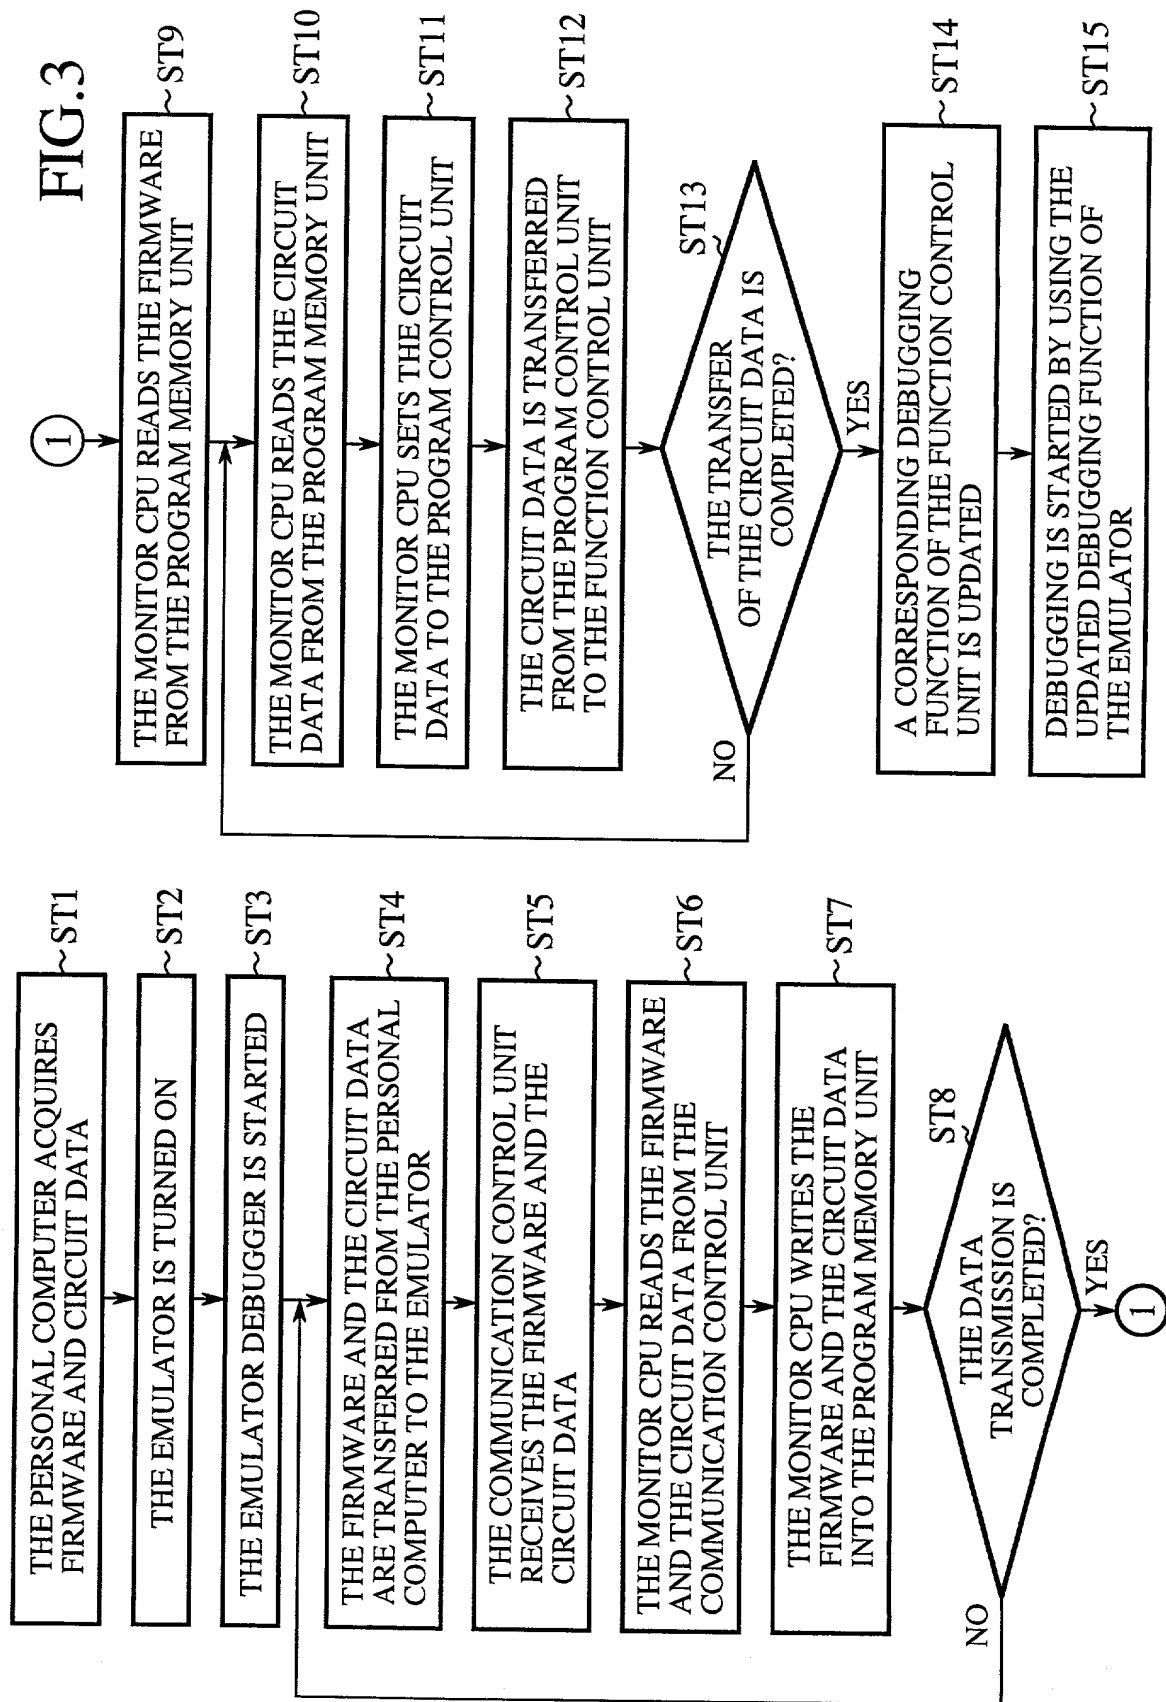 FIG.3
THE PERSONAL COMPUTER ACQUIRES
FIRMWARE AND CIRCUIT DATA
ST1
THE EMULATOR IS TURNED ON
ST2
THE EMULATOR DEBUGGER IS STARTED
ST3
THE FIRMWARE AND THE CIRCUIT DATA
ARE TRANSFERRED FROM THE PERSONAL
COMPUTER TO THE EMULATOR
ST4
THE COMMUNICATION CONTROL UNIT
RECEIVES THE FIRMWARE AND THE
CIRCUIT DATA
ST5
THE MONITOR CPU READS THE FIRMWARE
AND THE CIRCUIT DATA FROM THE
COMMUNICATION CONTROL UNIT
ST6
THE MONITOR CPU WRITES THE
FIRMWARE AND THE CIRCUIT DATA
INTO THE PROGRAM MEMORY UNIT
ST7
THE DATA
TRANSMISSION IS
COMPLETED?
ST8
NO
YES
1
1
THE MONITOR CPU READS THE FIRMWARE
FROM THE PROGRAM MEMORY UNIT
ST9
THE MONITOR CPU READS THE CIRCUIT
DATA FROM THE PROGRAM MEMORY UNIT
ST10
THE MONITOR CPU SETS THE CIRCUIT
DATA TO THE PROGRAM CONTROL UNIT
ST11
THE CIRCUIT DATA IS TRANSFERRED
FROM THE PROGRAM CONTROL UNIT
TO THE FUNCTION CONTROL UNIT
ST12
THE TRANSFER
OF THE CIRCUIT DATA IS
COMPLETED?
ST13
NO
YES
A CORRESPONDING DEBUGGING
FUNCTION OF THE FUNCTION CONTROL
UNIT IS UPDATED
ST14
DEBUGGING IS STARTED BY USING THE
UPDATED DEBUGGING FUNCTION OF
THE EMULATOR
ST15